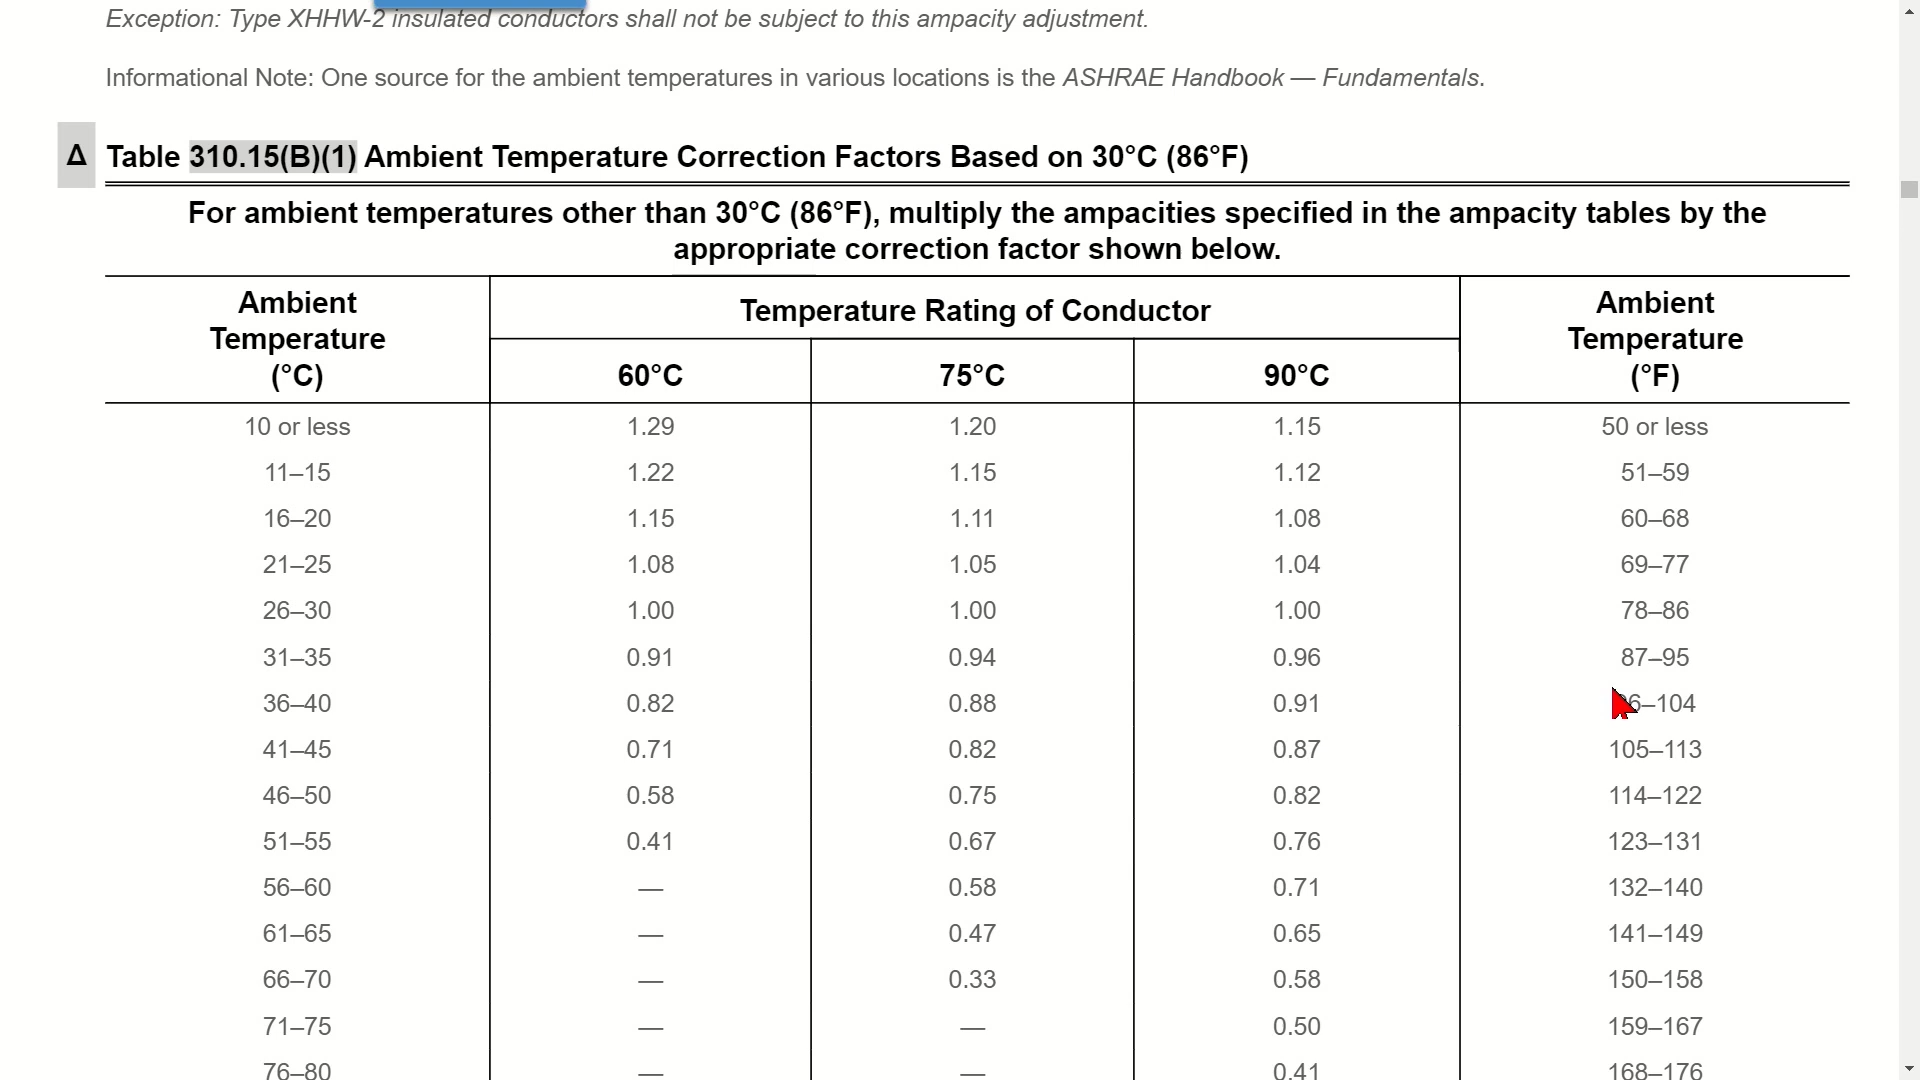 Exception: Type XHHW-2 insulated conductors shall not be subject to this ampacity adjustment.
Informational Note: One source for the ambient temperatures in various locations is the ASHRAE Handbook — Fundamentals.
Δ Table 310.15(B)(1) Ambient Temperature Correction Factors Based on 30°C (86°F)
For ambient temperatures other than 30°C (86°F), multiply the ampacities specified in the ampacity tables by the
appropriate correction factor shown below.
Ambient Temperature (°C) Temperature Rating of Conductor Ambient Temperature (°F)
60°C 75°C 90°C
10 or less 1.29 1.20 1.15 50 or less
11–15 1.22 1.15 1.12 51–59
16–20 1.15 1.11 1.08 60–68
21–25 1.08 1.05 1.04 69–77
26–30 1.00 1.00 1.00 78–86
31–35 0.91 0.94 0.96 87–95
36–40 0.82 0.88 0.91 96–104
41–45 0.71 0.82 0.87 105–113
46–50 0.58 0.75 0.82 114–122
51–55 0.41 0.67 0.76 123–131
56–60 — 0.58 0.71 132–140
61–65 — 0.47 0.65 141–149
66–70 — 0.33 0.58 150–158
71–75 — — 0.50 159–167
76–80 — — 0.41 168–176